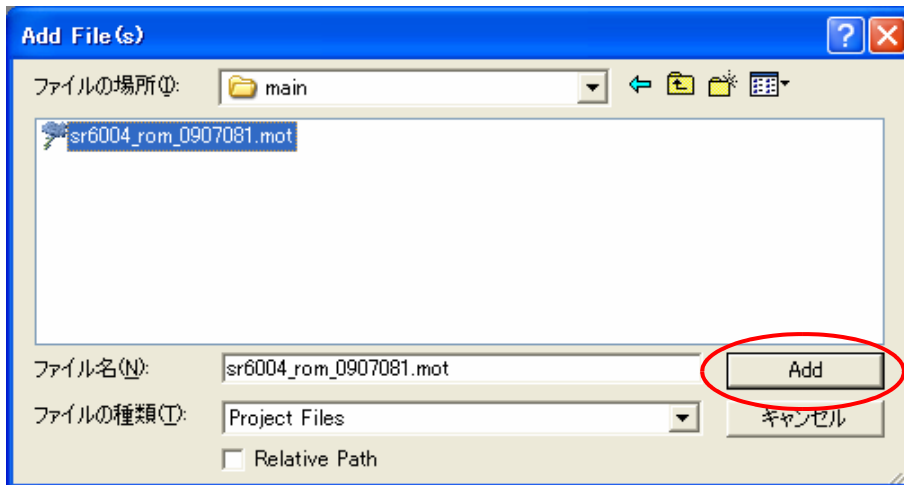 Add File(s)
ファイルの場所(I):
main
sr6004_rom_0907081.mot
ファイル名(N):
sr6004_rom_0907081.mot
Add
ファイルの種類(T):
Project Files
キャンセル
Relative Path